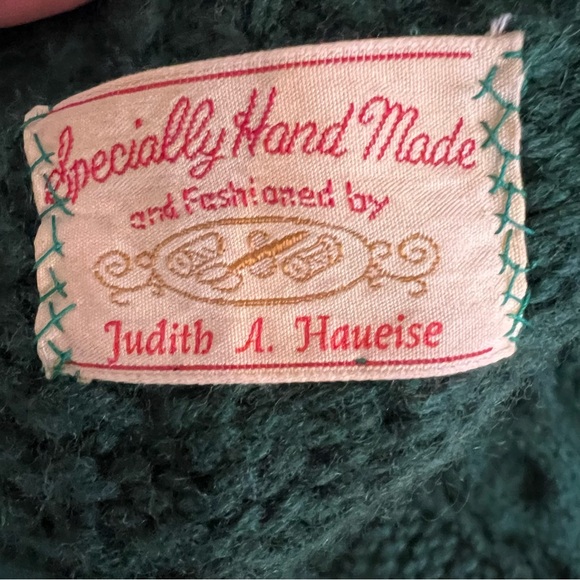 Specially Hand Made
and Fashioned by
Judith A. Haueise